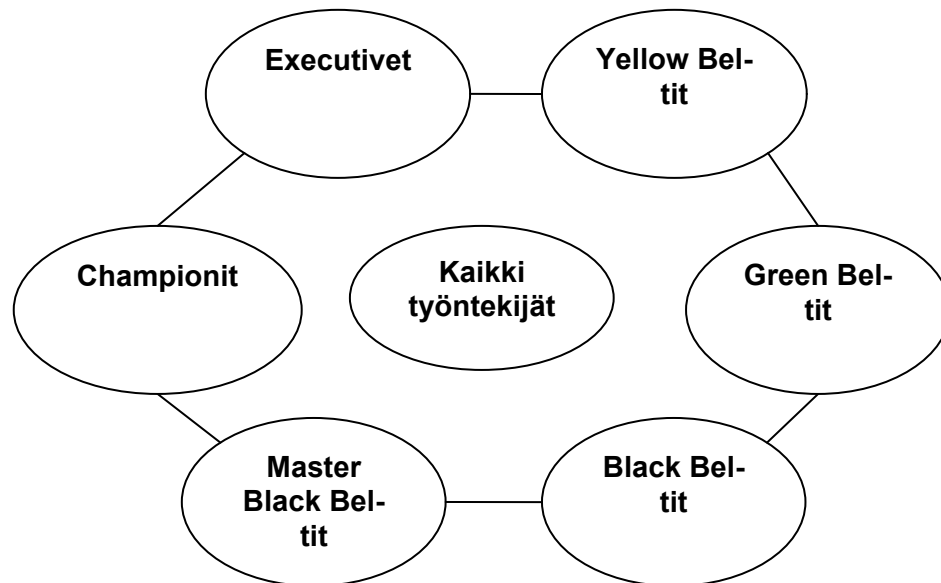 Executivet
Yellow Bel-
tit
Championit
Kaikki
työntekijät
Green Bel-
tit
Master
Black Bel-
tit
Black Bel-
tit